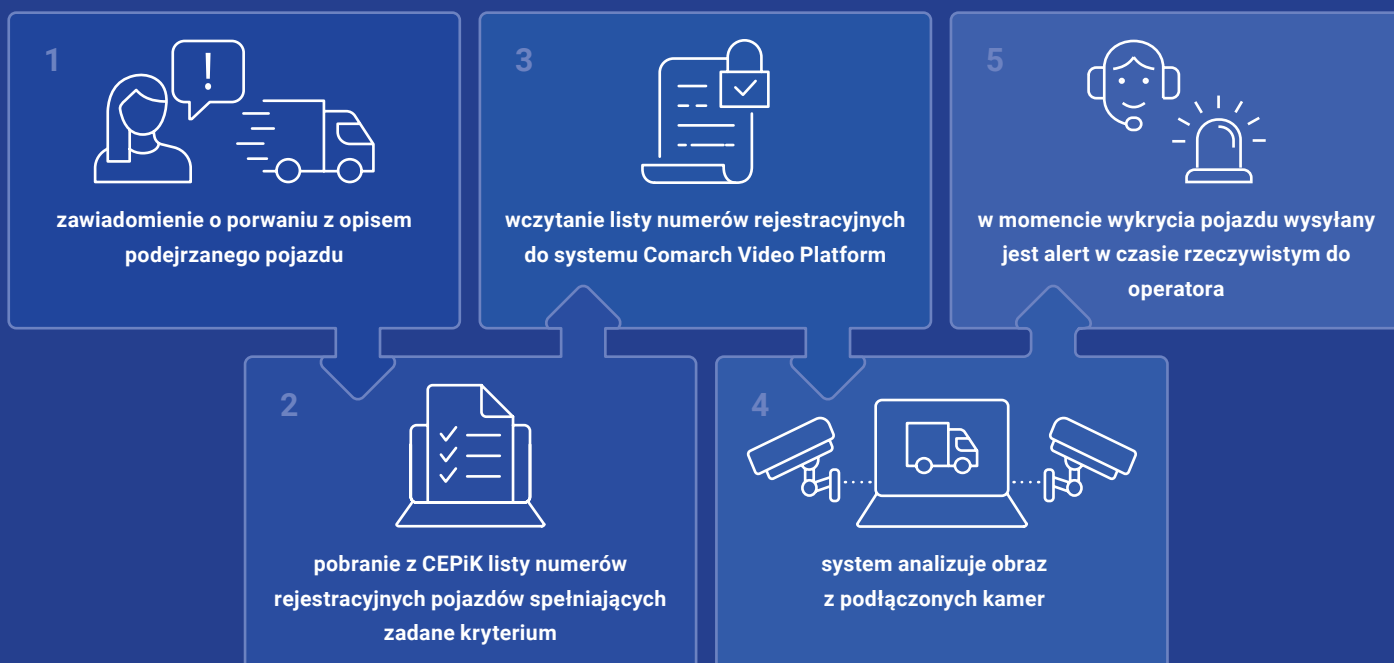 1
!
zawiadomienie o porwaniu z opisem
podejrzanego pojazdu
2
pobranie z CEPiK listy numerów
rejestracyjnych pojazdów spełniających
zadane kryterium
3
wczytanie listy numerów rejestracyjnych
do systemu Comarch Video Platform
4
system analizuje obraz
z podłączonych kamer
5
w momencie wykrycia pojazdu wysyłany
jest alert w czasie rzeczywistym do
operatora